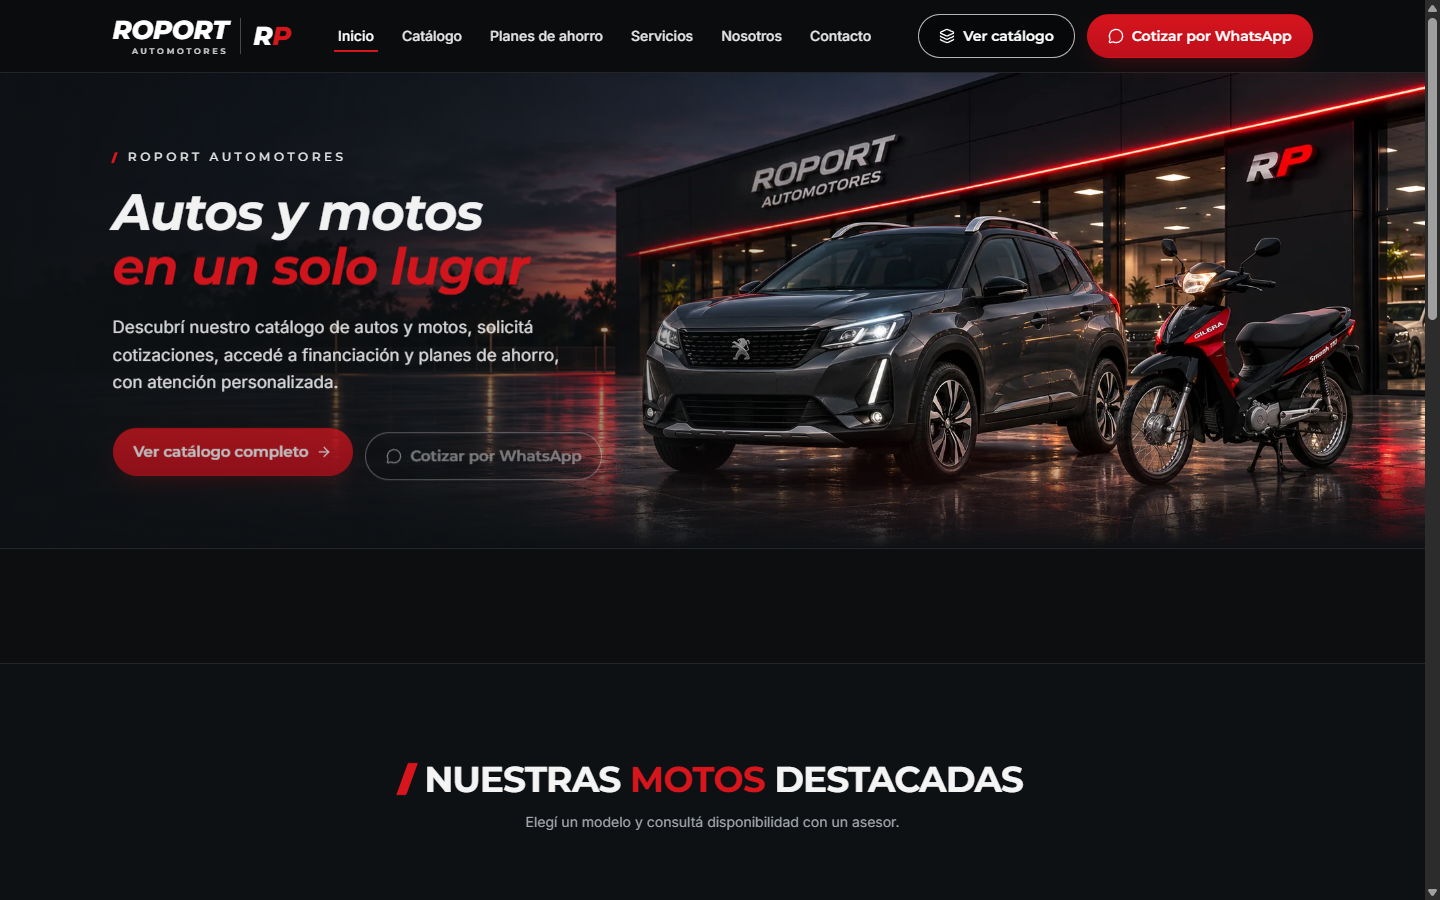 ROPORT
AUTOMOTORES
RP
Inicio
Catálogo
Planes de ahorro
Servicios
Nosotros
Contacto
Ver catálogo
Cotizar por WhatsApp
ROPORT AUTOMOTORES
Autos y motos
en un solo lugar
Descubrí nuestro catálogo de autos y motos, solicitá
cotizaciones, accedé a financiación y planes de ahorro,
con atención personalizada.
Ver catálogo completo
Cotizar por WhatsApp
ROPORT
AUTOMOTORES
RP
GILERA
Smash 110
NUESTRAS MOTOS DESTACADAS
Elegí un modelo y consultá disponibilidad con un asesor.